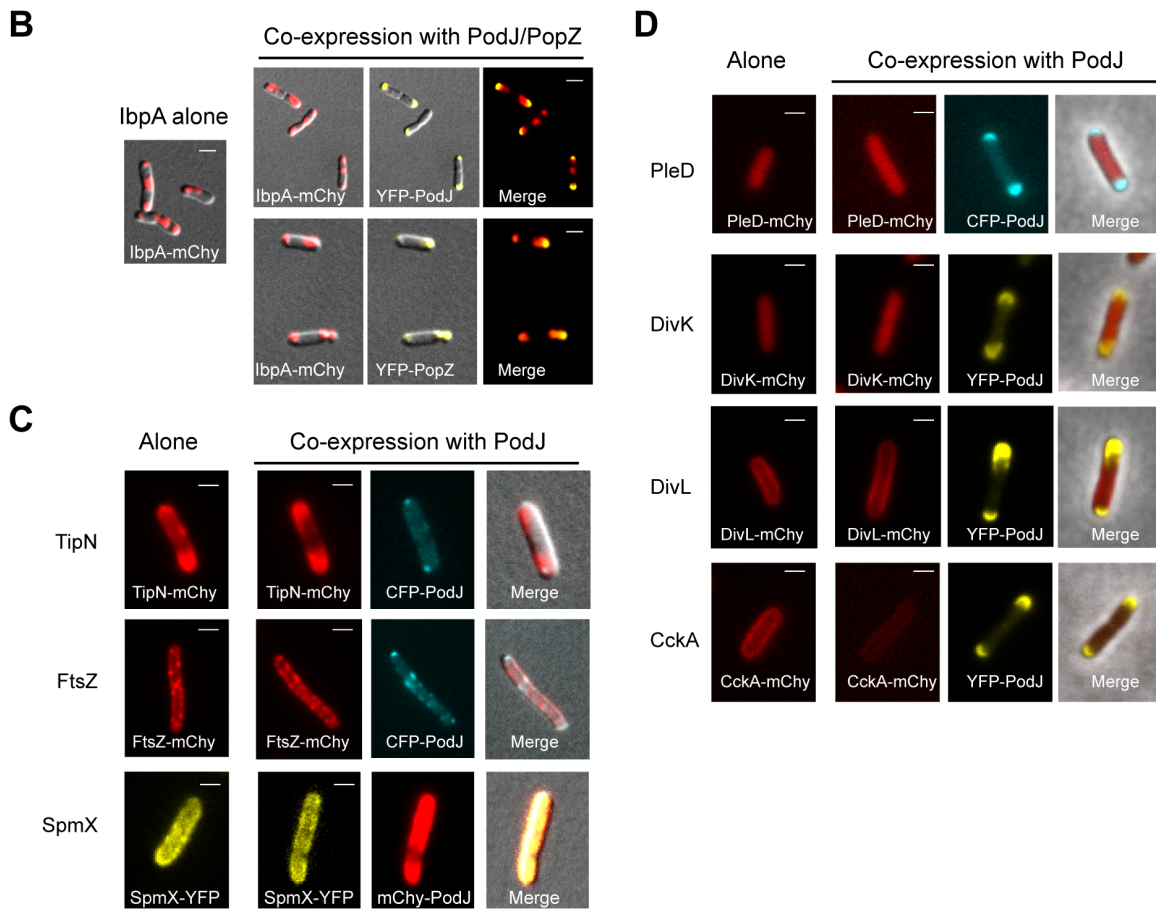 B
Co-expression with PodJ/PopZ
IbpA alone
IbpA-mChy
IbpA-mChy
YFP-PodJ
Merge
IbpA-mChy
YFP-PopZ
Merge
C
Alone
Co-expression with PodJ
TipN
TipN-mChy
TipN-mChy
CFP-PodJ
Merge
FtsZ
FtsZ-mChy
FtsZ-mChy
CFP-PodJ
Merge
SpmX
SpmX-YFP
SpmX-YFP
mChy-PodJ
Merge
D
Alone
Co-expression with PodJ
PleD
PleD-mChy
PleD-mChy
CFP-PodJ
Merge
DivK
DivK-mChy
DivK-mChy
YFP-PodJ
Merge
DivL
DivL-mChy
DivL-mChy
YFP-PodJ
Merge
CckA
CckA-mChy
CckA-mChy
YFP-PodJ
Merge